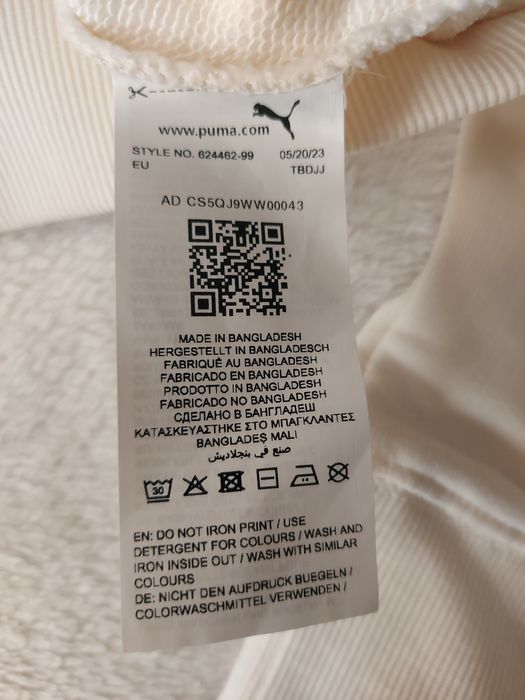 www.puma.com
STYLE NO. 624462-99 05/20/23
EU TBDJJ
AD CS5QJ9WW00043
MADE IN BANGLADESH
HERGESTELLT IN BANGLADESCH
FABRIQUÉ AU BANGLADESH
FABRICADO EN BANGLADESH
PRODOTTO IN BANGLADESH
FABRICADO NO BANGLADESH
СДЕЛАНО В БАНГЛАДЕШ
ΚΑΤΑΣΚΕΥΑΣΤΗΚΕ ΣΤΟ ΜΠΑΓΚΛΑΝΤΕΣ
BANGLADEŞ MALI
صنع في بنجلاديش
30
EN: DO NOT IRON PRINT / USE
DETERGENT FOR COLOURS / WASH AND
IRON INSIDE OUT / WASH WITH SIMILAR
COLOURS
DE: NICHT DEN AUFDRUCK BUEGELN /
COLORWASCHMITTEL VERWENDEN /